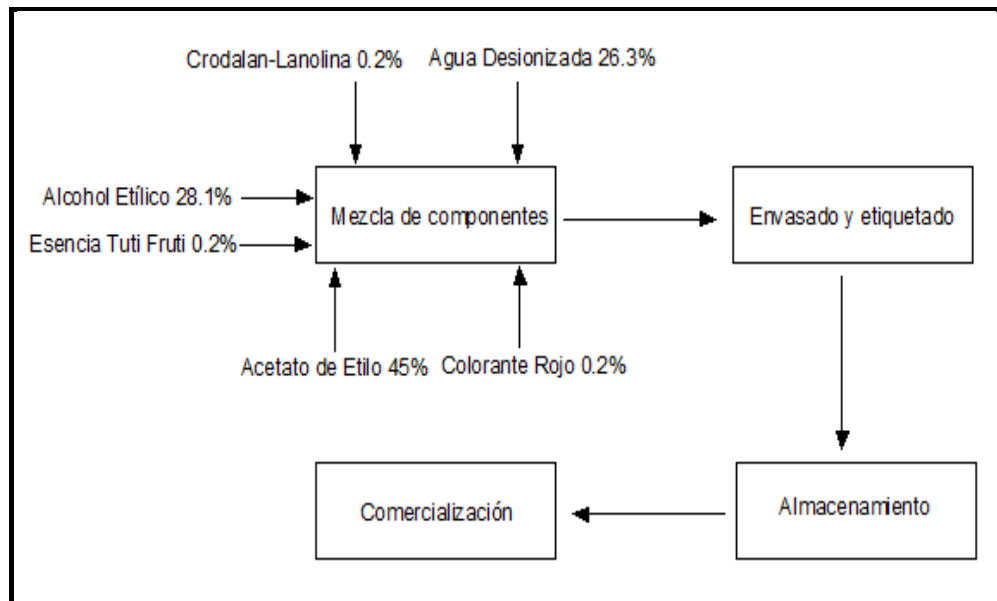 Crodalan-Lanolina 0.2%
Agua Desionizada 26.3%
Alcohol Etílico 28.1%
Mezcla de componentes
Envasado y etiquetado
Esencia Tuti Fruti 0.2%
Acetato de Etilo 45%
Colorante Rojo 0.2%
Comercialización
Almacenamiento